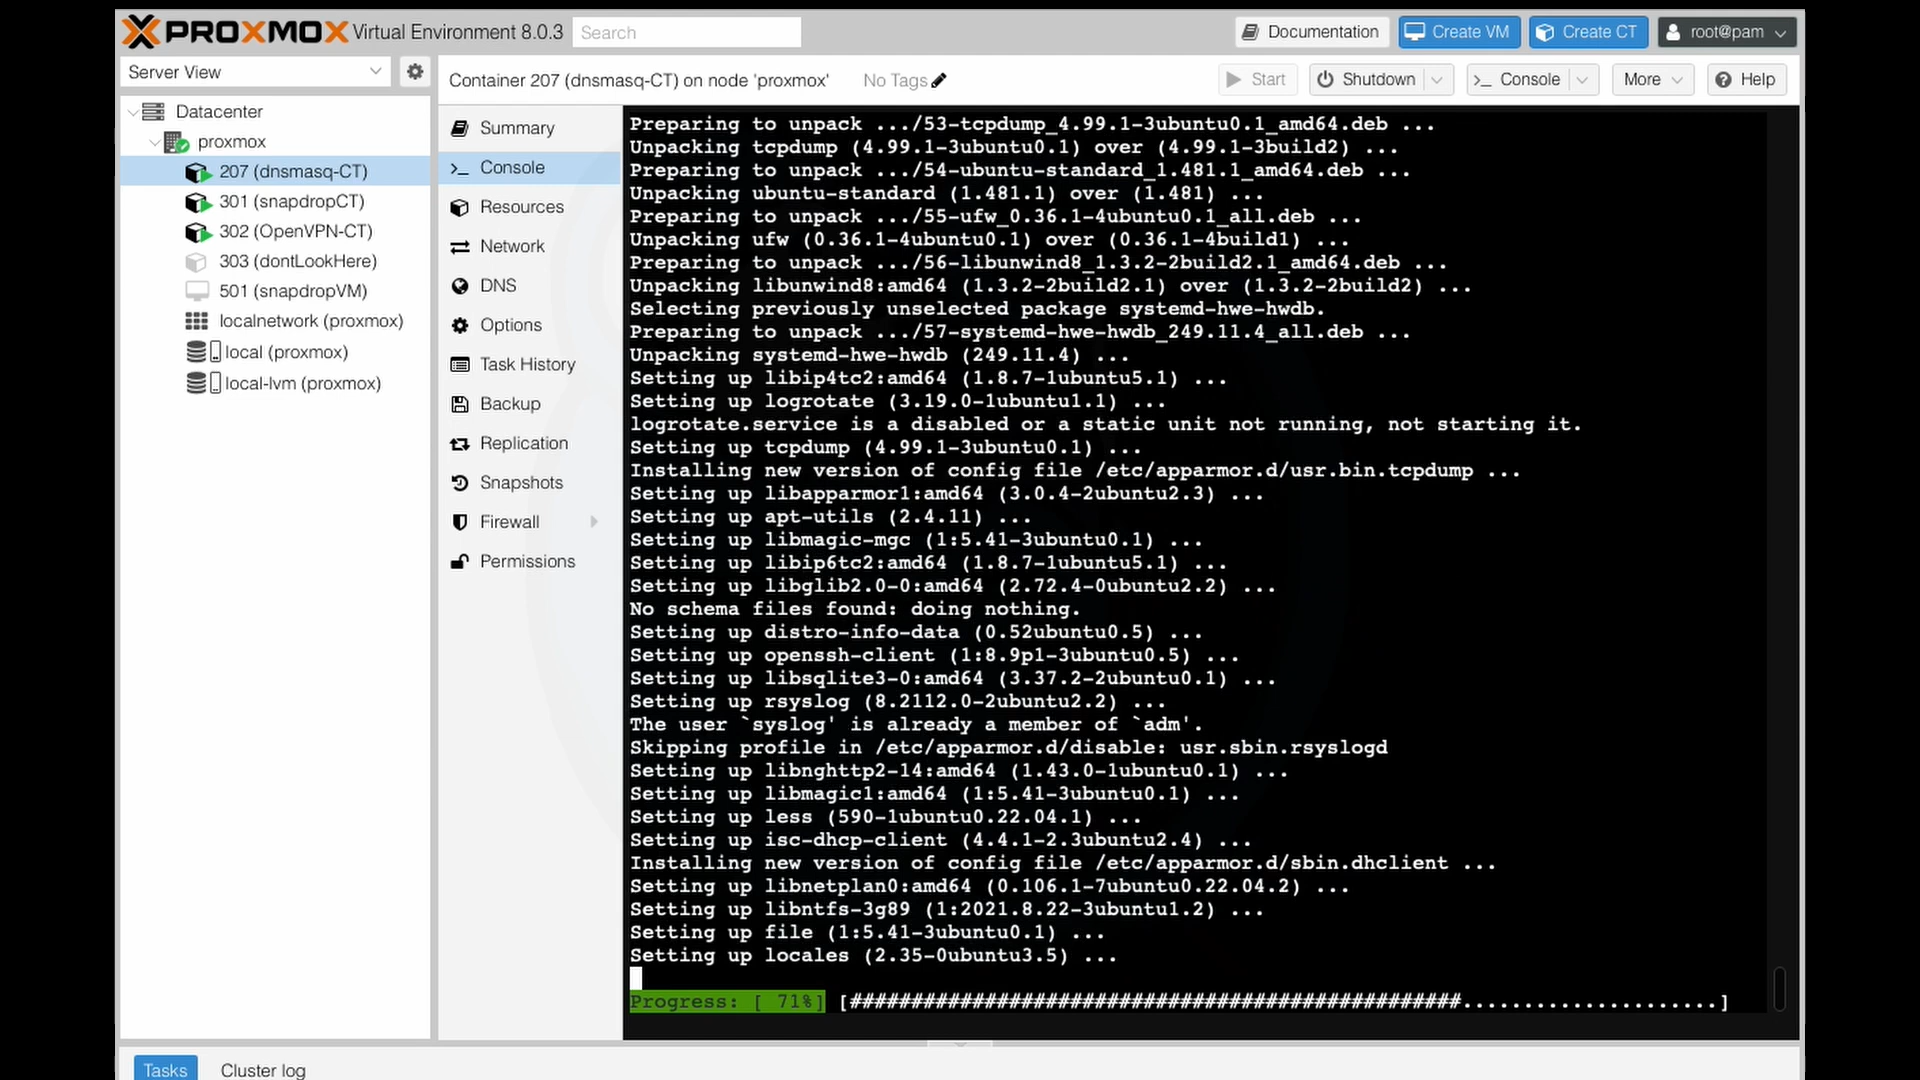 PROXMOX Virtual Environment 8.0.3
Search
Documentation
Create VM
Create CT
root@pam
Server View
Container 207 (dnsmasq-CT) on node 'proxmox'
No Tags
Start
Shutdown
Console
More
Help
Datacenter
proxmox
207 (dnsmasq-CT)
301 (snapdropCT)
302 (OpenVPN-CT)
303 (dontLookHere)
501 (snapdropVM)
localnetwork (proxmox)
local (proxmox)
local-lvm (proxmox)
Summary
Console
Resources
Network
DNS
Options
Task History
Backup
Replication
Snapshots
Firewall
Permissions
Preparing to unpack .../53-tcpdump_4.99.1-3ubuntu0.1_amd64.deb ...
Unpacking tcpdump (4.99.1-3ubuntu0.1) over (4.99.1-3build2) ...
Preparing to unpack .../54-ubuntu-standard_1.481.1_amd64.deb ...
Unpacking ubuntu-standard (1.481.1) over (1.481) ...
Preparing to unpack .../55-ufw_0.36.1-4ubuntu0.1_all.deb ...
Unpacking ufw (0.36.1-4ubuntu0.1) over (0.36.1-4build1) ...
Preparing to unpack .../56-libunwind8_1.3.2-2build2.1_amd64.deb ...
Unpacking libunwind8:amd64 (1.3.2-2build2.1) over (1.3.2-2build2) ...
Selecting previously unselected package systemd-hwe-hwdb.
Preparing to unpack .../57-systemd-hwe-hwdb_249.11.4_all.deb ...
Unpacking systemd-hwe-hwdb (249.11.4) ...
Setting up libip4tc2:amd64 (1.8.7-1ubuntu5.1) ...
Setting up logrotate (3.19.0-1ubuntu1.1) ...
logrotate.service is a disabled or a static unit not running, not starting it.
Setting up tcpdump (4.99.1-3ubuntu0.1) ...
Installing new version of config file /etc/apparmor.d/usr.bin.tcpdump ...
Setting up libapparmor1:amd64 (3.0.4-2ubuntu2.3) ...
Setting up apt-utils (2.4.11) ...
Setting up libmagic-mgc (1:5.41-3ubuntu0.1) ...
Setting up libip6tc2:amd64 (1.8.7-1ubuntu5.1) ...
Setting up libglib2.0-0:amd64 (2.72.4-0ubuntu2.2) ...
No schema files found: doing nothing.
Setting up distro-info-data (0.52ubuntu0.5) ...
Setting up openssh-client (1:8.9p1-3ubuntu0.5) ...
Setting up libsqlite3-0:amd64 (3.37.2-2ubuntu0.1) ...
Setting up rsyslog (8.2112.0-2ubuntu2.2) ...
The user `syslog' is already a member of `adm'.
Skipping profile in /etc/apparmor.d/disable: usr.sbin.rsyslogd
Setting up libnghttp2-14:amd64 (1.43.0-1ubuntu0.1) ...
Setting up libmagic1:amd64 (1:5.41-3ubuntu0.1) ...
Setting up less (590-1ubuntu0.22.04.1) ...
Setting up isc-dhcp-client (4.4.1-2.3ubuntu2.4) ...
Installing new version of config file /etc/apparmor.d/sbin.dhclient ...
Setting up libnetplan0:amd64 (0.106.1-7ubuntu0.22.04.2) ...
Setting up libntfs-3g89 (1:2021.8.22-3ubuntu1.2) ...
Setting up file (1:5.41-3ubuntu0.1) ...
Setting up locales (2.35-0ubuntu3.5) ...
Progress: [ 71%] [##################################################.....................]
Tasks
Cluster log